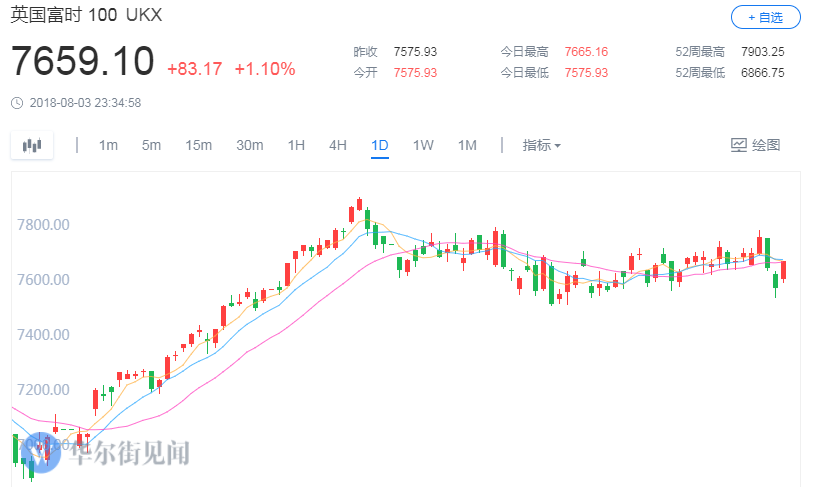 英国富时 100 UKX
+ 自选
7659.10 +83.17 +1.10%
昨收 7575.93 今日最高 7665.16 52周最高 7903.25
今开 7575.93 今日最低 7575.93 52周最低 6866.75
2018-08-03 23:34:58
1m 5m 15m 30m 1H 4H 1D 1W 1M 指标 绘图
7800.00
7600.00
7400.00
7200.00
7000.00
华尔街见闻